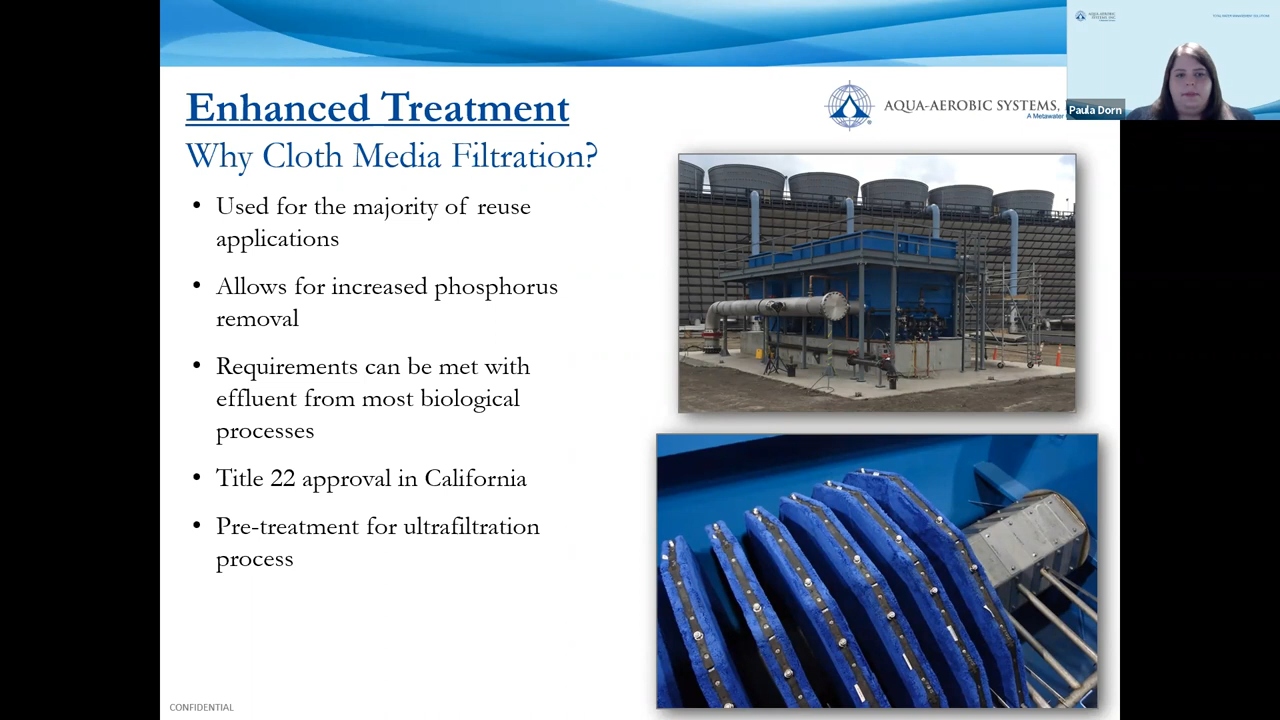 Enhanced Treatment
Why Cloth Media Filtration?
• Used for the majority of reuse
applications
• Allows for increased phosphorus
removal
• Requirements can be met with
effluent from most biological
processes
• Title 22 approval in California
• Pre-treatment for ultrafiltration
process
AQUA-AEROBIC SYSTEMS,
A Metawater
Paula Dorn
CONFIDENTIAL